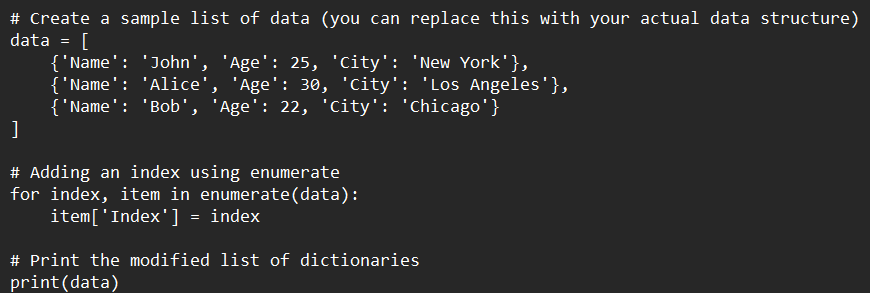 # Create a sample list of data (you can replace this with your actual data structure)
data = [
    {'Name': 'John', 'Age': 25, 'City': 'New York'},
    {'Name': 'Alice', 'Age': 30, 'City': 'Los Angeles'},
    {'Name': 'Bob', 'Age': 22, 'City': 'Chicago'}
]

# Adding an index using enumerate
for index, item in enumerate(data):
    item['Index'] = index

# Print the modified list of dictionaries
print(data)